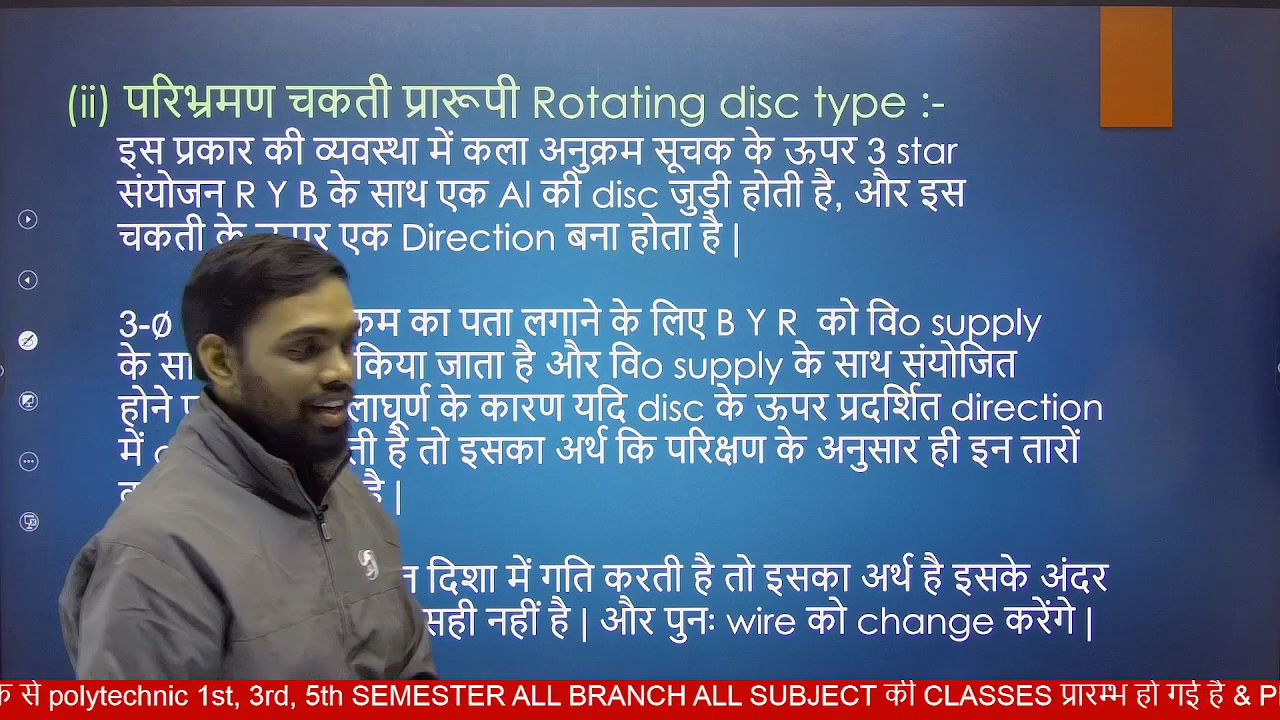 (ii) परिभ्रमण चकती प्रारूपी Rotating disc type :-
इस प्रकार की व्यवस्था में कला अनुक्रम सूचक के ऊपर 3 star
संयोजन R Y B के साथ एक Al की disc जुड़ी होती है, और इस
चकती के ऊपर एक Direction बना होता है |
3-ø का पता लगाने के लिए B Y R को विo supply
के किया जाता है और विo supply के साथ संयोजित
होने के कारण यदि disc के ऊपर प्रदर्शित direction
में है तो इसका अर्थ कि परिक्षण के अनुसार ही इन तारों
है |
दिशा में गति करती है तो इसका अर्थ है इसके अंदर
सही नहीं है | और पुनः wire को change करेंगे |
से polytechnic 1st, 3rd, 5th SEMESTER ALL BRANCH ALL SUBJECT की CLASSES प्रारम्भ हो गई है &